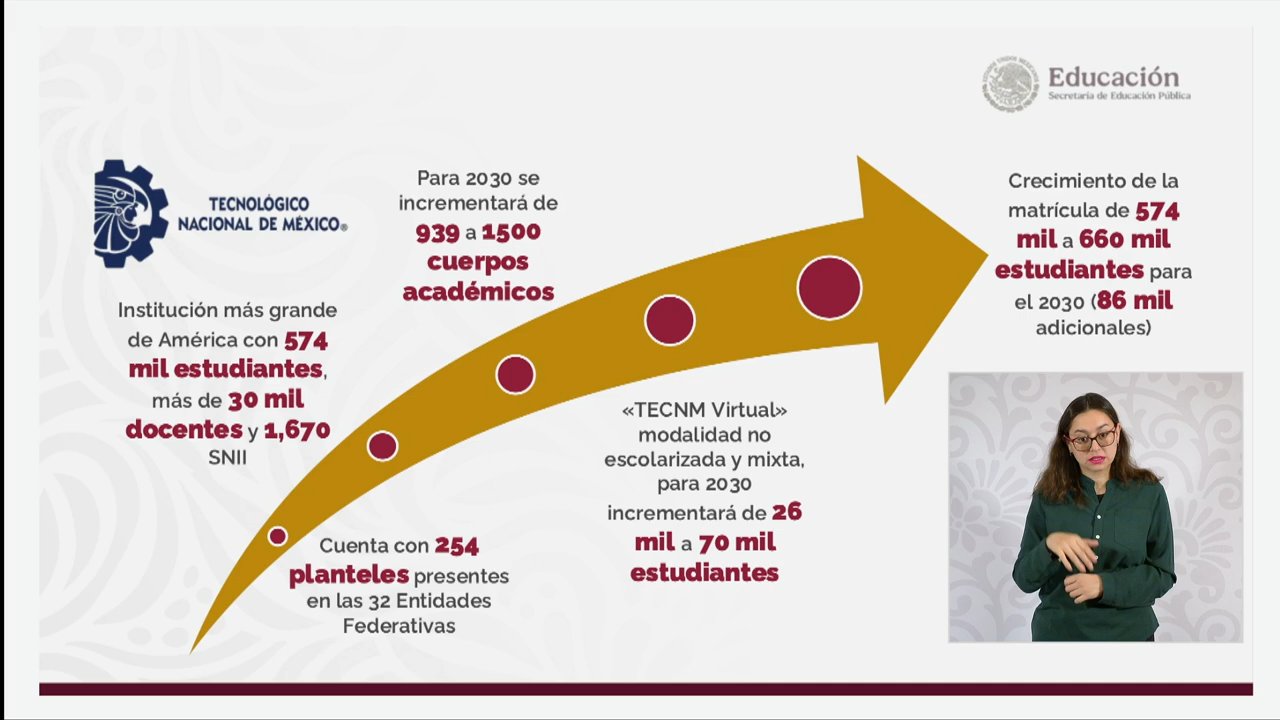 Educación
Secretaría de Educación Pública
TECNOLÓGICO
NACIONAL DE MÉXICO®
Institución más grande
de América con 574
mil estudiantes,
más de 30 mil
docentes y 1,670
SNII
Para 2030 se
incrementará de
939 a 1500
cuerpos
académicos
Cuenta con 254
planteles presentes
en las 32 Entidades
Federativas
«TECNM Virtual»
modalidad no
escolarizada y mixta,
para 2030
incrementará de 26
mil a 70 mil
estudiantes
Crecimiento de la
matrícula de 574
mil a 660 mil
estudiantes para
el 2030 (86 mil
adicionales)